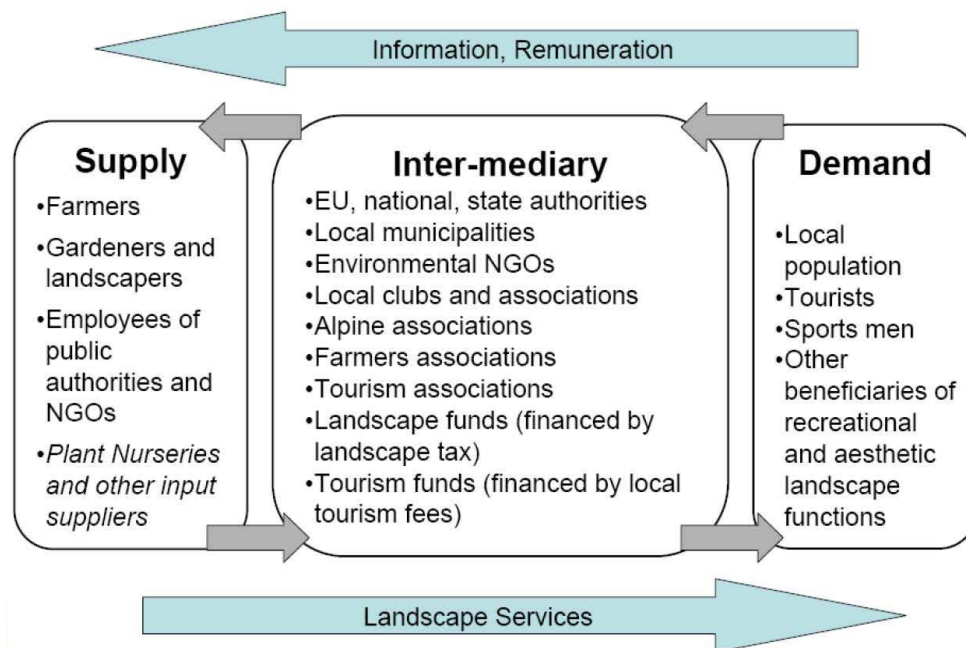 Information, Remuneration
Supply
•Farmers
•Gardeners and
landscapers
•Employees of
public
authorities and
NGOs
•Plant Nurseries
and other input
suppliers
Inter-mediary
•EU, national, state authorities
•Local municipalities
•Environmental NGOs
•Local clubs and associations
•Alpine associations
•Farmers associations
•Tourism associations
•Landscape funds (financed by
landscape tax)
•Tourism funds (financed by local
tourism fees)
Demand
•Local
population
•Tourists
•Sports men
•Other
beneficiaries of
recreational
and aesthetic
landscape
functions
Landscape Services